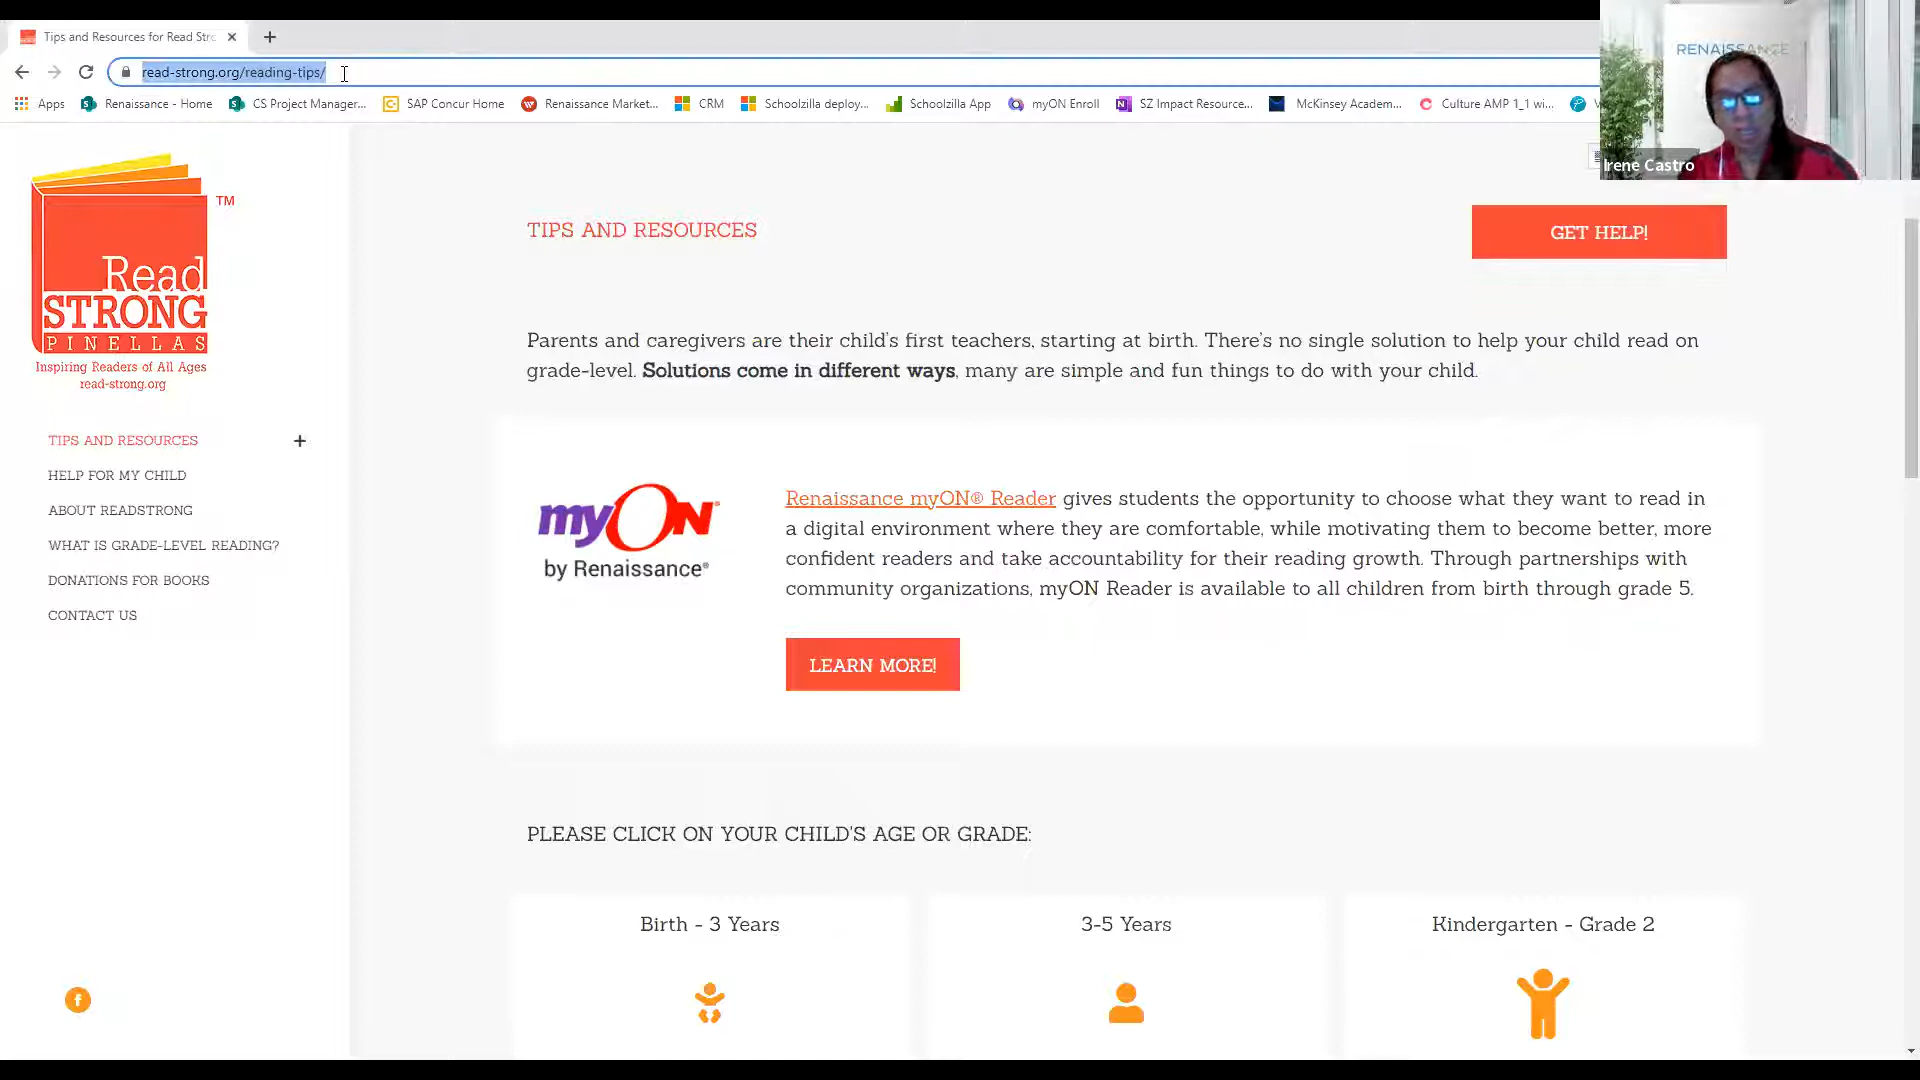 Tips and Resources for Read Stro
read-strong.org/reading-tips/
Apps
Renaissance - Home
CS Project Manager...
SAP Concur Home
Renaissance Market...
CRM
Schoolzilla deploy...
Schoolzilla App
myON Enroll
SZ Impact Resource...
McKinsey Academ...
Culture AMP 1_1 wi...
RENAISSANCE
Irene Castro
TM
Read
STRONG
PINELLAS
Inspiring Readers of All Ages
read-strong.org
TIPS AND RESOURCES
HELP FOR MY CHILD
ABOUT READSTRONG
WHAT IS GRADE-LEVEL READING?
DONATIONS FOR BOOKS
CONTACT US
TIPS AND RESOURCES
GET HELP!
Parents and caregivers are their child's first teachers, starting at birth. There's no single solution to help your child read on
grade-level. Solutions come in different ways, many are simple and fun things to do with your child.
myON®
by Renaissance®
Renaissance myON® Reader gives students the opportunity to choose what they want to read in
a digital environment where they are comfortable, while motivating them to become better, more
confident readers and take accountability for their reading growth. Through partnerships with
community organizations, myON Reader is available to all children from birth through grade 5.
LEARN MORE!
PLEASE CLICK ON YOUR CHILD'S AGE OR GRADE:
Birth - 3 Years
3-5 Years
Kindergarten - Grade 2